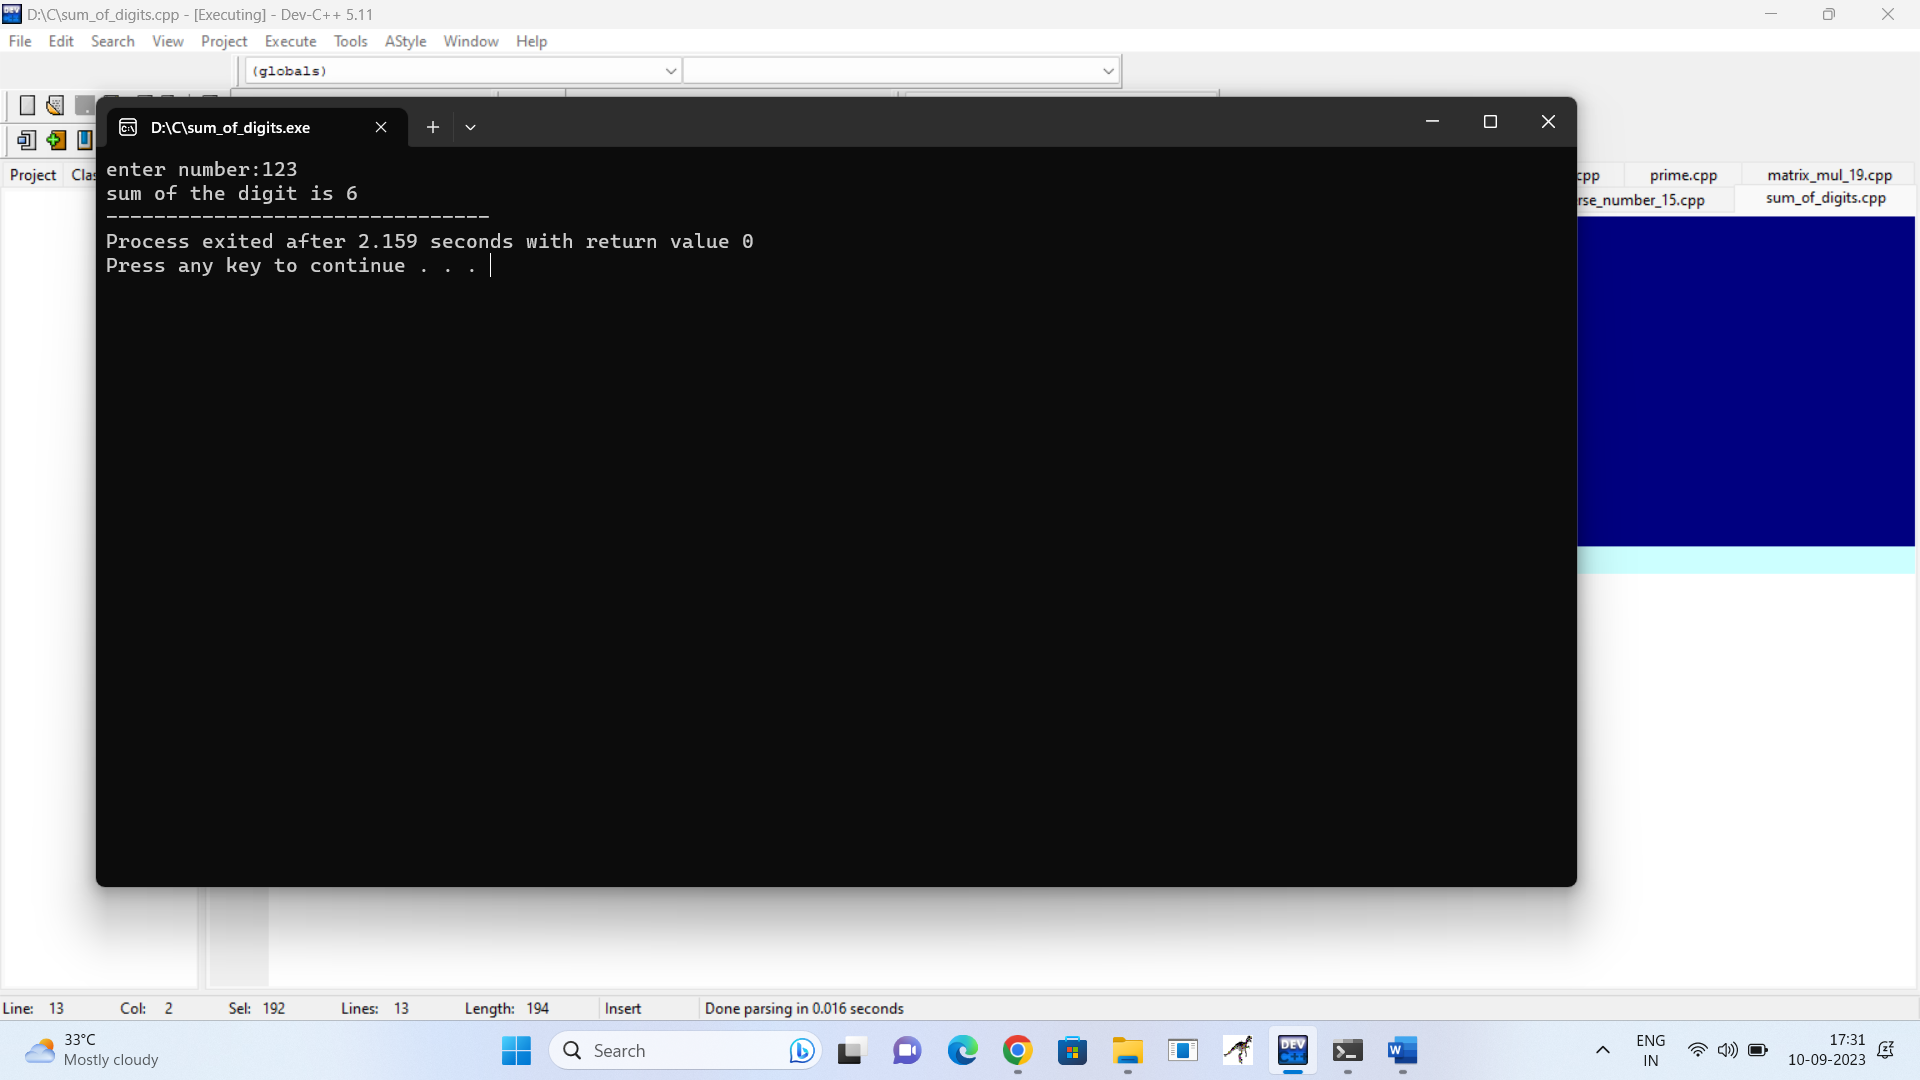 D:\C\sum_of_digits.cpp - [Executing] - Dev-C++ 5.11
File Edit Search View Project Execute Tools AStyle Window Help
(globals)
D:\C\sum_of_digits.exe
enter number:123
sum of the digit is 6
--------------------------------
Process exited after 2.159 seconds with return value 0
Press any key to continue . . .
Project Clas
cpp prime.cpp matrix_mul_19.cpp
rse_number_15.cpp sum_of_digits.cpp
Line: 13 Col: 2 Sel: 192 Lines: 13 Length: 194 Insert Done parsing in 0.016 seconds
33°C
Mostly cloudy
Search
DEV
C++
W
ENG
IN
17:31
10-09-2023